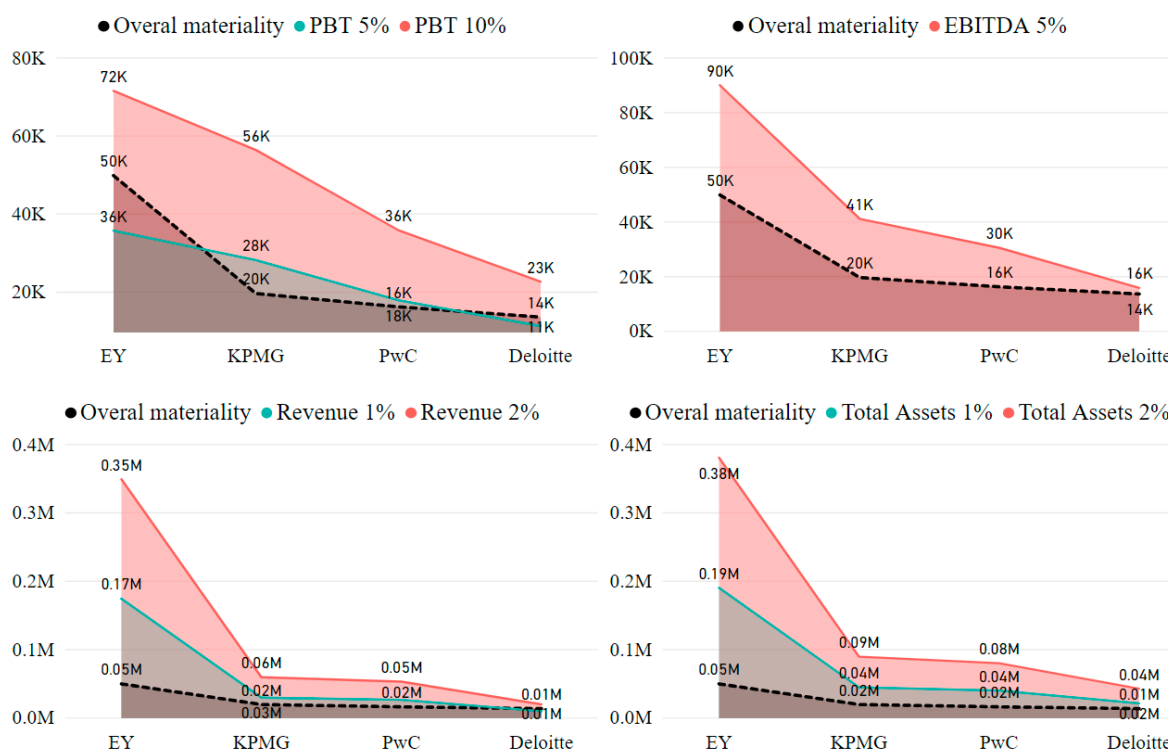 Overal materiality PBT 5% PBT 10%
80K
72K
60K
56K
50K
40K
36K
36K
28K
23K
20K
20K
16K
18K
14K
11K
EY KPMG PwC Deloitte
Overal materiality EBITDA 5%
100K
90K
80K
60K
50K
40K
41K
30K
20K
20K
16K
16K
14K
0K
EY KPMG PwC Deloitte
Overal materiality Revenue 1% Revenue 2%
0.4M
0.35M
0.3M
0.2M
0.17M
0.1M
0.05M
0.06M
0.05M
0.02M
0.02M
0.01M
0.03M
0.01M
0.0M
EY KPMG PwC Deloitte
Overal materiality Total Assets 1% Total Assets 2%
0.4M
0.38M
0.3M
0.2M
0.19M
0.1M
0.09M
0.08M
0.05M
0.04M
0.04M
0.04M
0.02M
0.02M
0.01M
0.02M
0.0M
EY KPMG PwC Deloitte